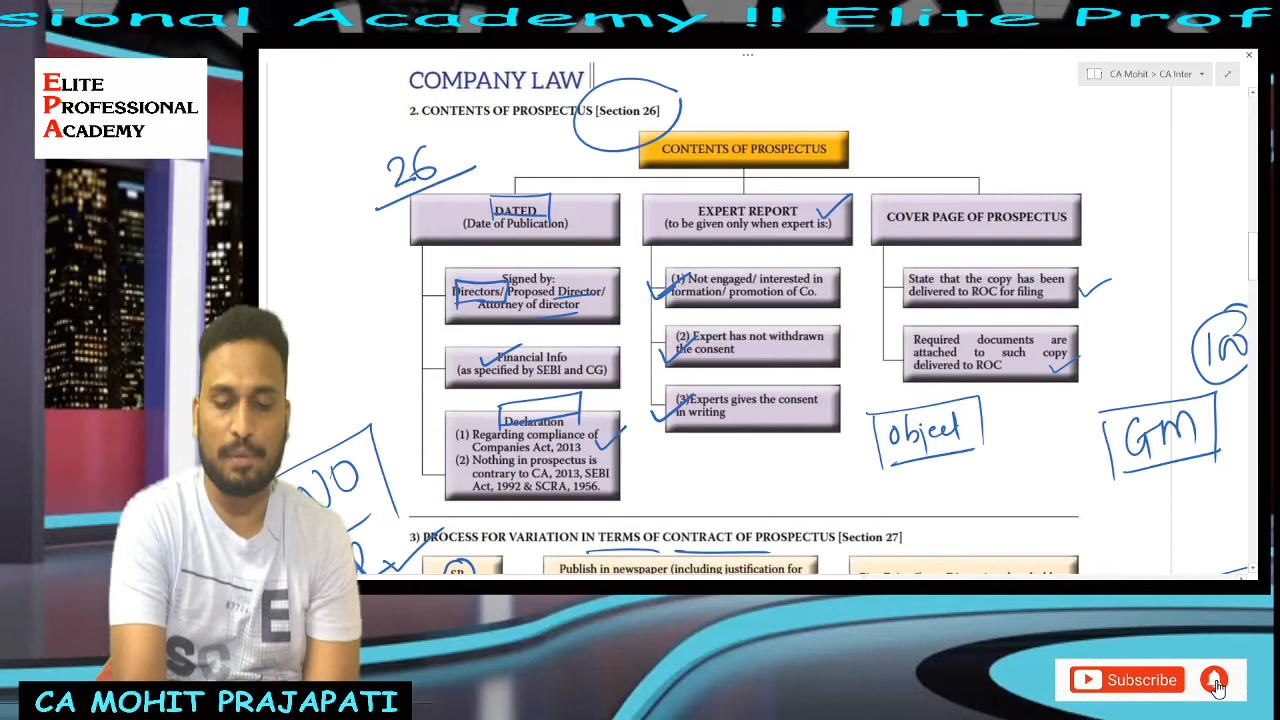 sional Academy !! Elite Prof
ELITE
PROFESSIONAL
ACADEMY
CA Mohit > CA Inter
COMPANY LAW
2. CONTENTS OF PROSPECTUS [Section 26]
CONTENTS OF PROSPECTUS
26
DATED
(Date of Publication)
Signed by:
Directors/ Proposed Director/
Attorney of director
Financial Info
(as specified by SEBI and CG)
Declaration
(1) Regarding compliance of
Companies Act, 2013
(2) Nothing in prospectus is
contrary to CA, 2013, SEBI
Act, 1992 & SCRA, 1956.
EXPERT REPORT
(to be given only when expert is:)
(1) Not engaged/ interested in
formation/ promotion of Co.
(2) Expert has not withdrawn
the consent
(3) Experts gives the consent
in writing
COVER PAGE OF PROSPECTUS
State that the copy has been
delivered to ROC for filing
Required documents are
attached to such copy
delivered to ROC
100
object
GM
3) PROCESS FOR VARIATION IN TERMS OF CONTRACT OF PROSPECTUS [Section 27]
SR
Publish in newspaper (including justification for
E
CA MOHIT PRAJAPATI
Subscribe